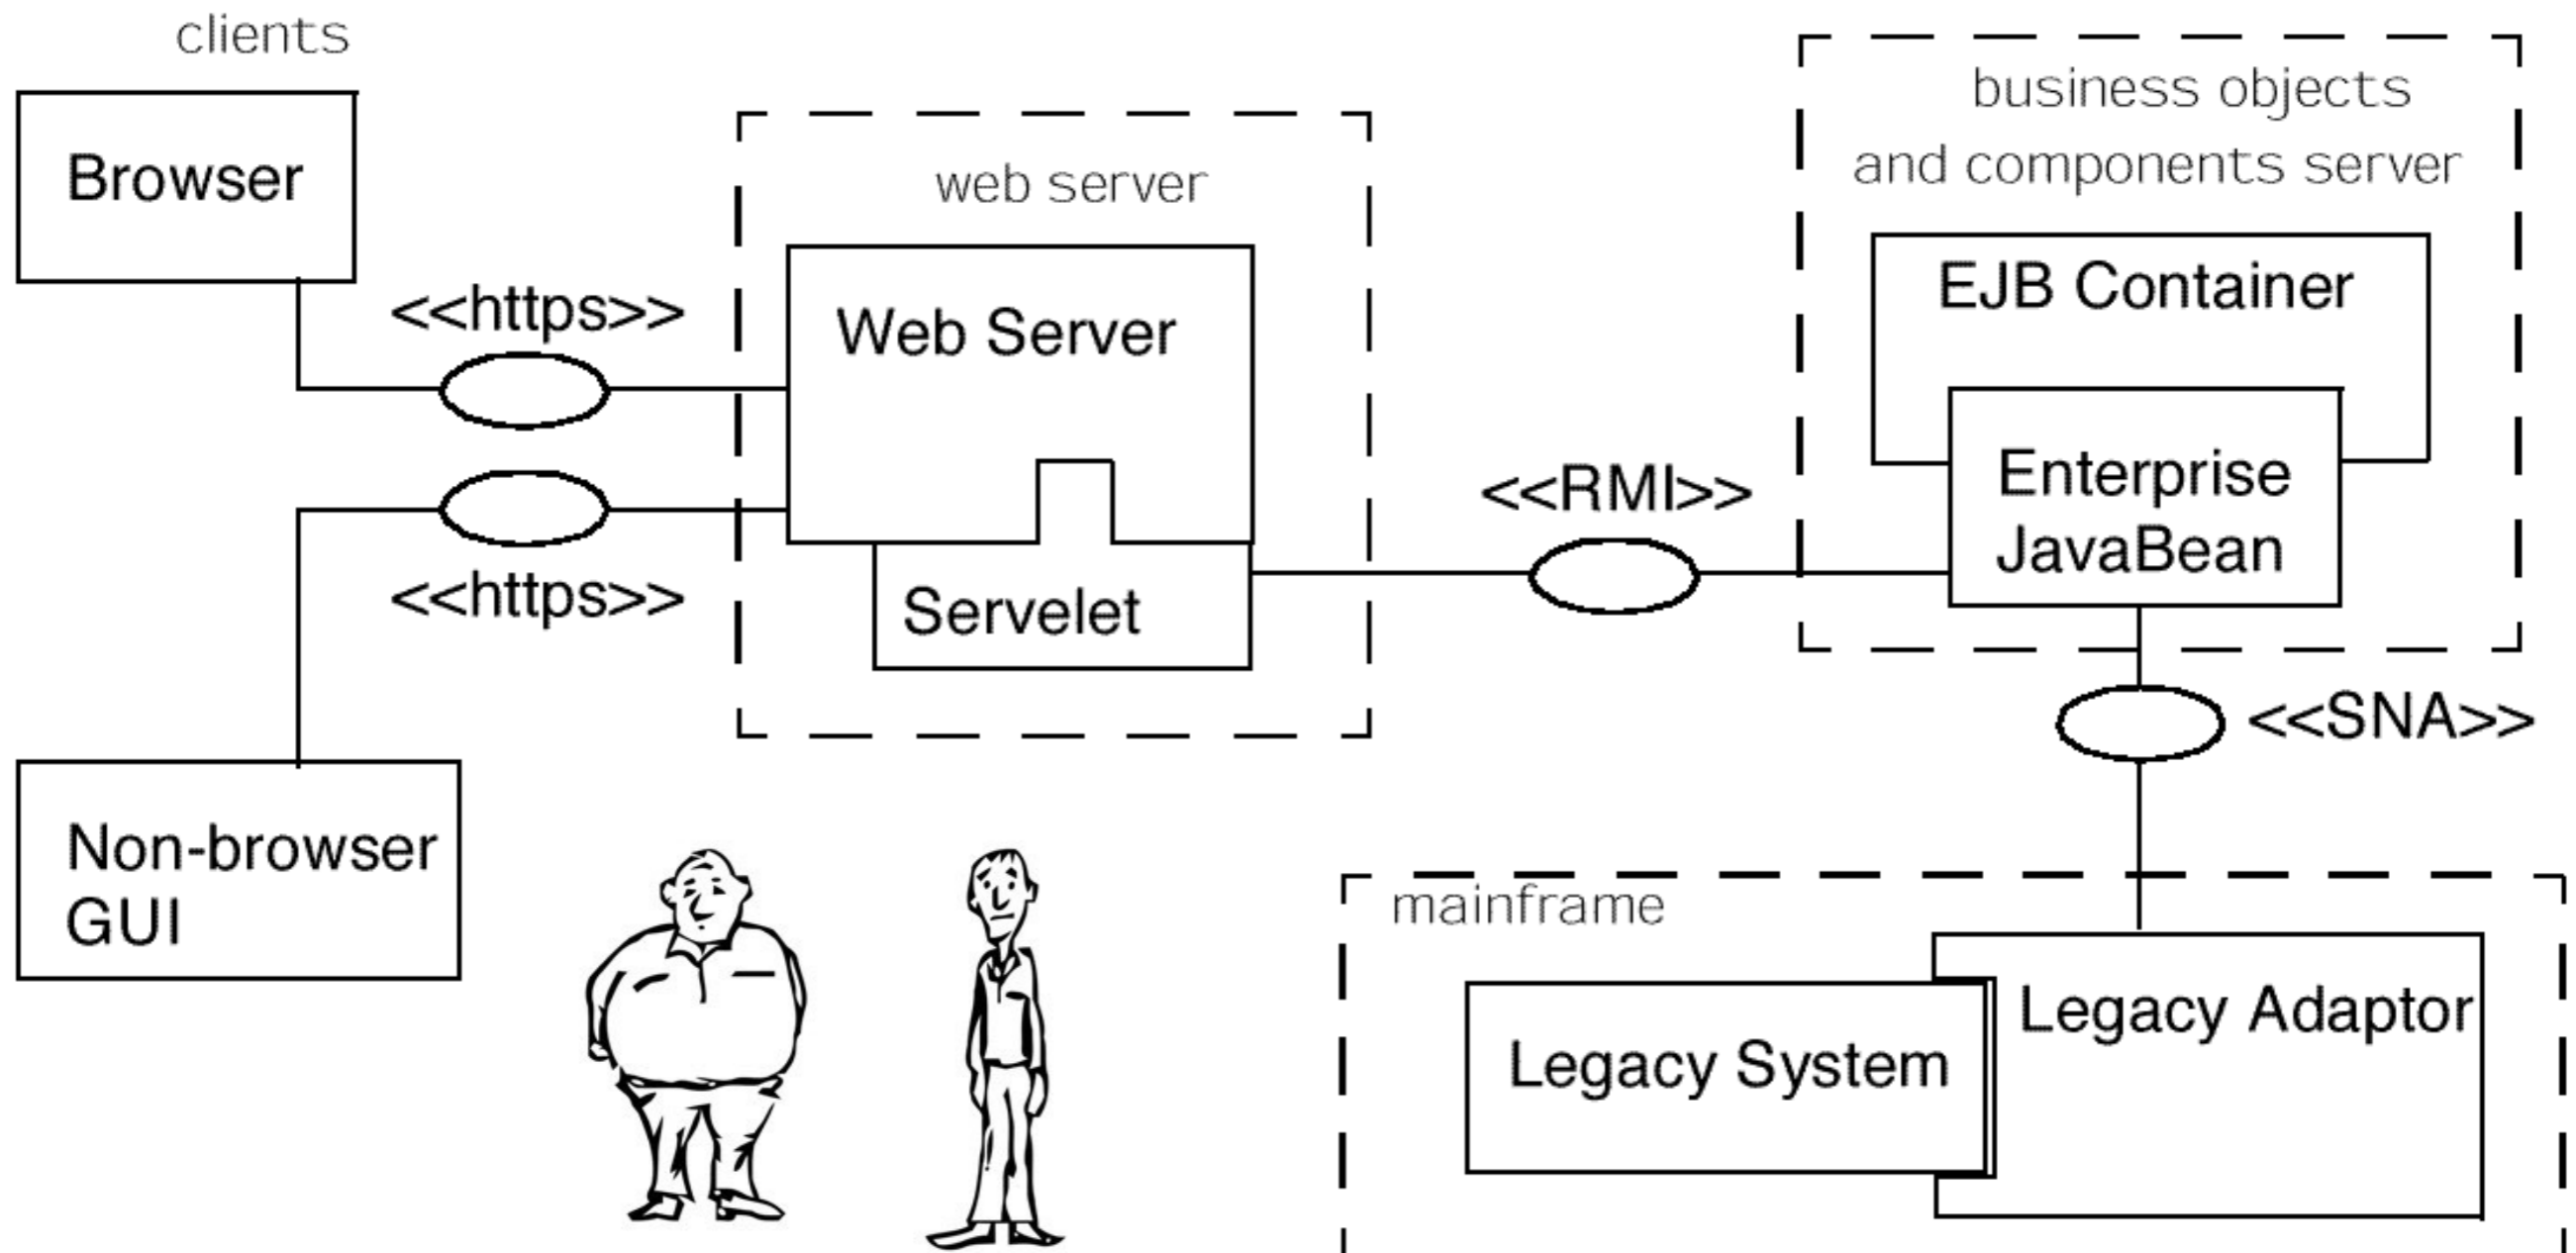 clients
Browser
<<https>>
<<https>>
Non-browser
GUI
web server
Web Server
Servelet
<<RMI>>
business objects
and components server
EJB Container
Enterprise
JavaBean
<<SNA>>
mainframe
Legacy System
Legacy Adaptor